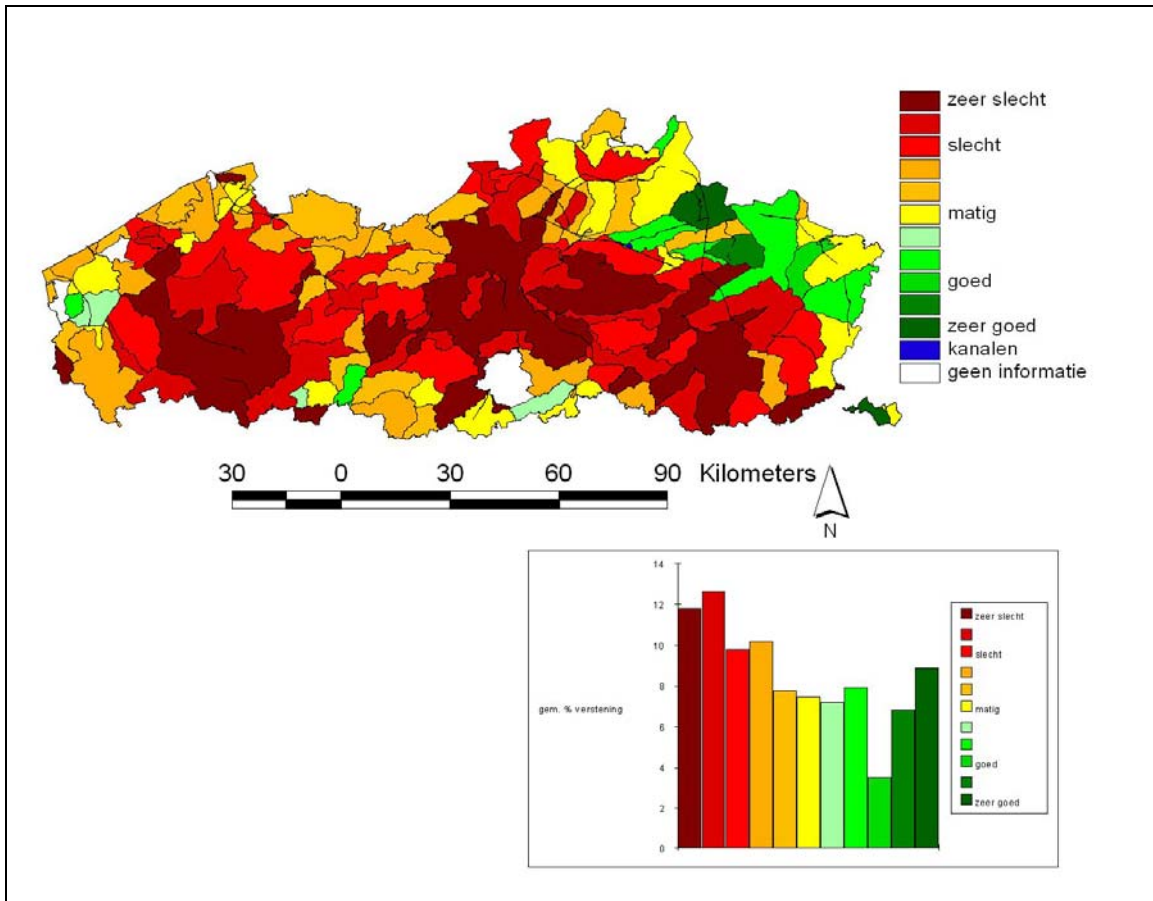 zeer slecht
slecht
matig
goed
zeer goed
kanalen
geen informatie
30 0 30 60 90 Kilometers
N
14
12
10
8
6
4
2
0
gem. % verstening
zeer slecht
slecht
matig
goed
zeer goed